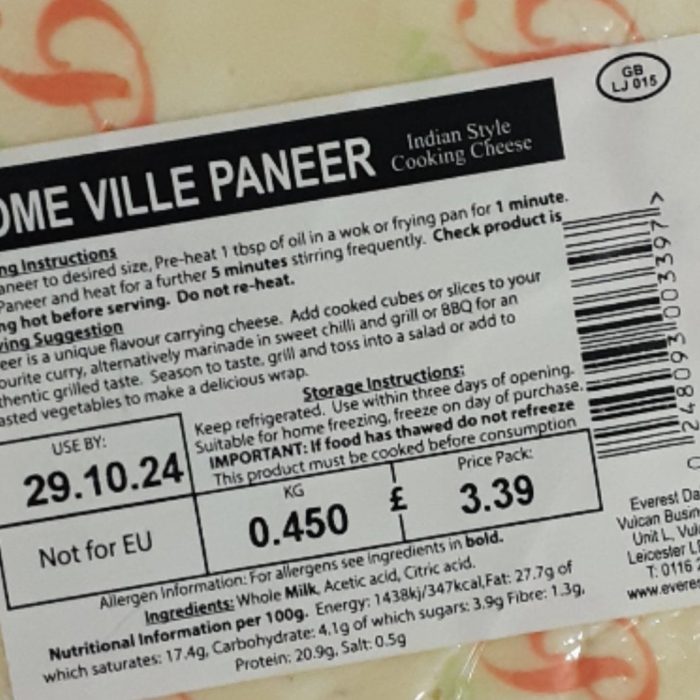 GB
LJ 015
OME VILLE PANEER
Indian Style
Cooking Cheese
ng Instructions
aneer to desired size, Pre-heat 1 tbsp of oil in a wok or frying pan for 1 minute.
Paneer and heat for a further 5 minutes stirring frequently. Check product is
ng hot before serving. Do not re-heat.
ving Suggestion
eer is a unique flavour carrying cheese. Add cooked cubes or slices to your
ourite curry, alternatively marinade in sweet chilli and grill or BBQ for an
thentic grilled taste. Season to taste, grill and toss into a salad or add to
asted vegetables to make a delicious wrap.
Storage Instructions:
Keep refrigerated. Use within three days of opening.
Suitable for home freezing, freeze on day of purchase.
IMPORTANT: If food has thawed do not refreeze
This product must be cooked before consumption
USE BY:
29.10.24
Not for EU
KG
0.450
£
Price Pack:
3.39
Allergen Information: For allergens see Ingredients in bold.
Ingredients: Whole Milk, Acetic acid, Citric acid.
Nutritional Information per 100g. Energy: 1438kj/347kcal,Fat: 27.7g of
which saturates: 17.4g, Carbohydrate: 4.1g of which sugars: 3.9g Fibre: 1.3g,
Protein: 20.9g, Salt: 0.5g
248093 003397 >
Everest Da
Vulcan Busin
Unit L, Vul
Leicester L
T: 0116 2
www.everes